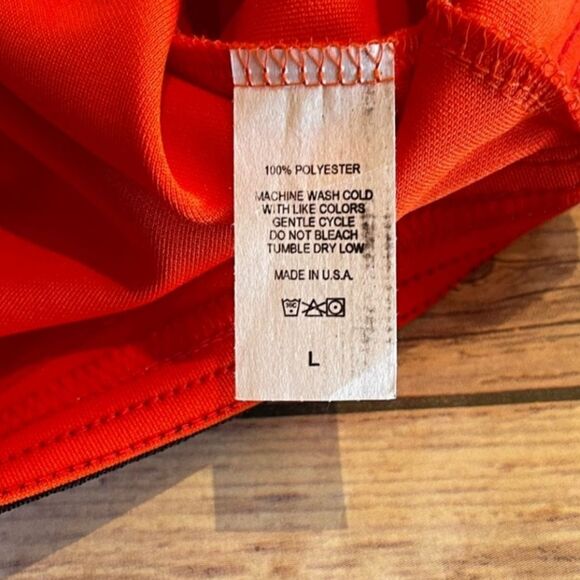 100% POLYESTER
MACHINE WASH COLD
WITH LIKE COLORS
GENTLE CYCLE
DO NOT BLEACH
TUMBLE DRY LOW
MADE IN U.S.A.
L